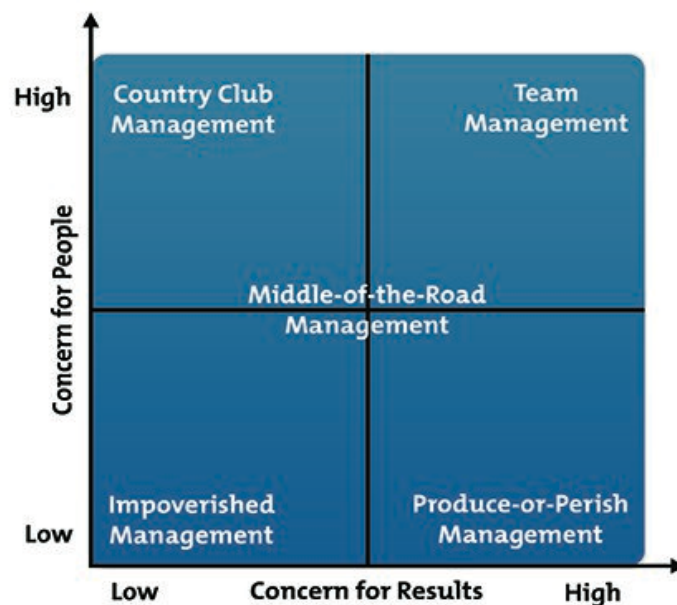 High
Country Club
Management
Team
Management
Concern for People
Middle-of-the-Road
Management
Low
Impoverished
Management
Produce-or-Perish
Management
Low
Concern for Results
High